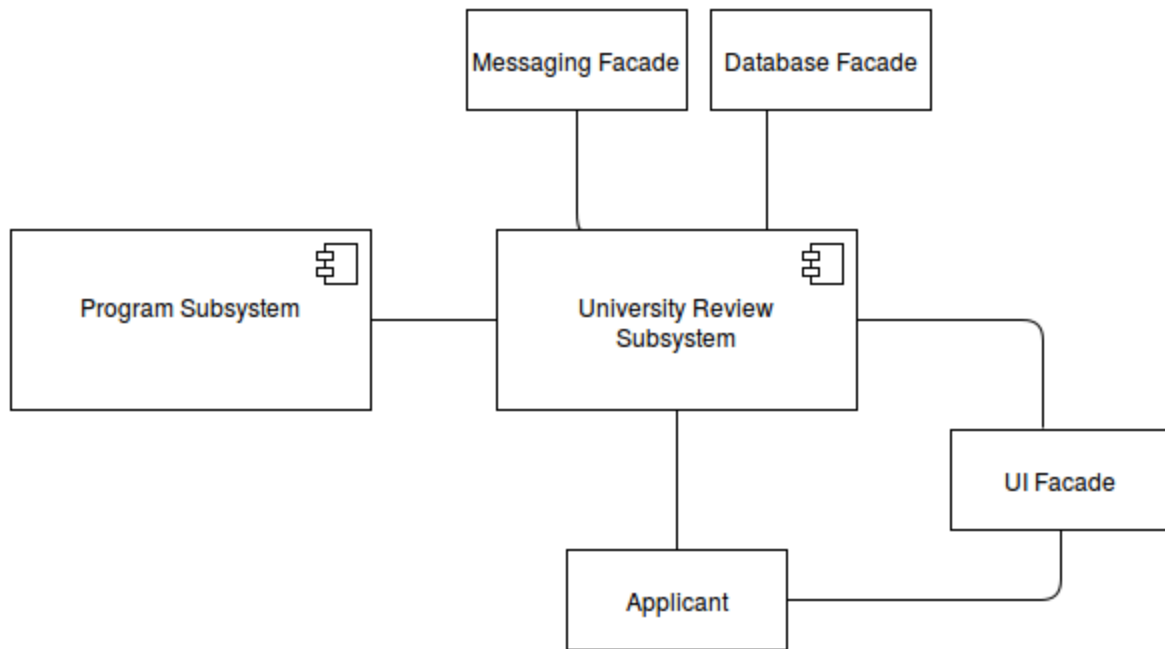 Messaging Facade
Database Facade
Program Subsystem
University Review
Subsystem
UI Facade
Applicant